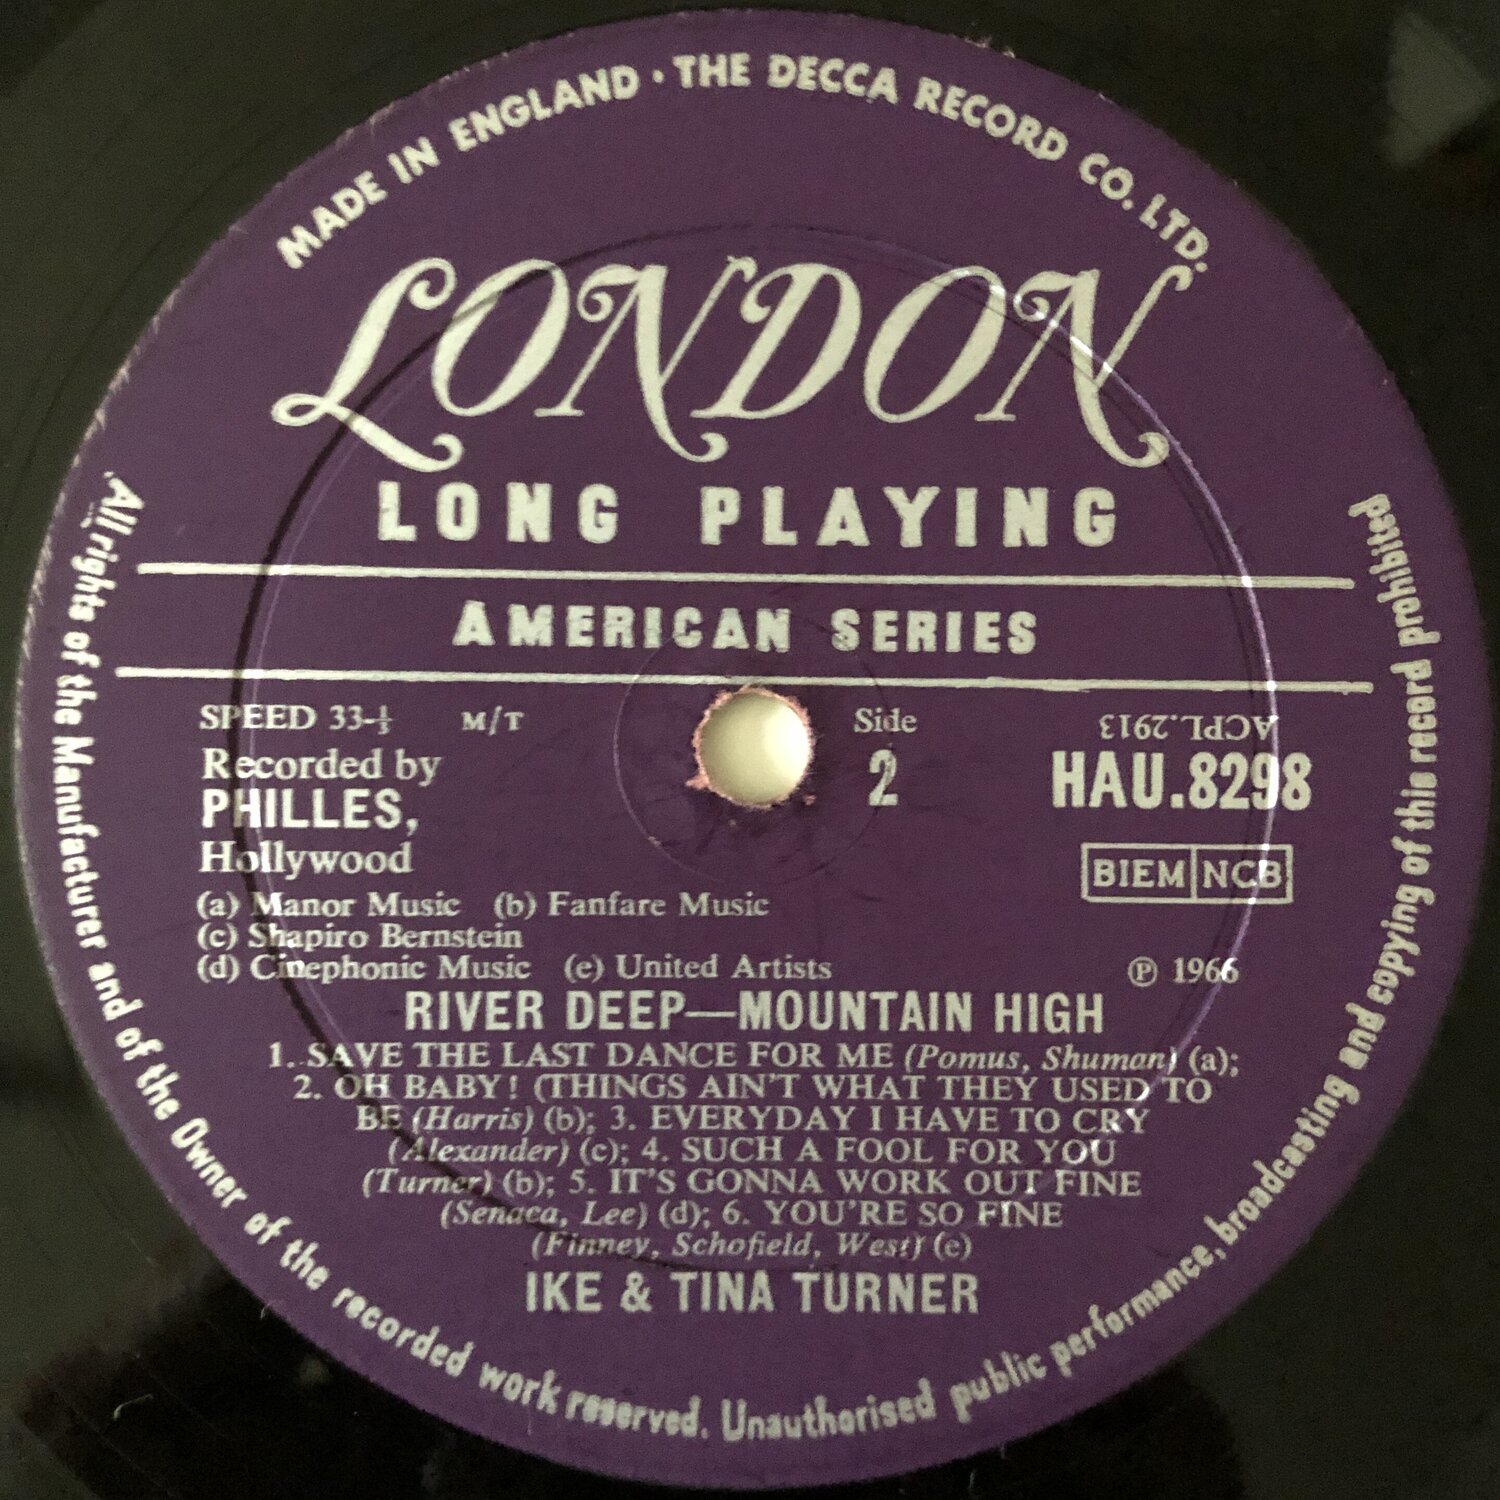 MADE IN ENGLAND · THE DECCA RECORD CO. LTD.
LONDON
LONG PLAYING
AMERICAN SERIES
SPEED 33-⅓ M/T
Recorded by
PHILLES,
Hollywood
Side
2
ACPL.2913
HAU.8298
BIEM NCB
(a) Manor Music (b) Fanfare Music
(c) Shapiro Bernstein
(d) Cinephonic Music (e) United Artists
℗ 1966
RIVER DEEP—MOUNTAIN HIGH
1. SAVE THE LAST DANCE FOR ME (Pomus, Shuman) (a);
2. OH BABY! (THINGS AIN'T WHAT THEY USED TO
BE (Harris) (b); 3. EVERYDAY I HAVE TO CRY
(Alexander) (c); 4. SUCH A FOOL FOR YOU
(Turner) (b); 5. IT'S GONNA WORK OUT FINE
(Senaca, Lee) (d); 6. YOU'RE SO FINE
(Finney, Schofield, West) (e)
IKE & TINA TURNER
All rights of the Manufacturer and of the Owner of the recorded work reserved. Unauthorised public performance, broadcasting and copying of this record prohibited